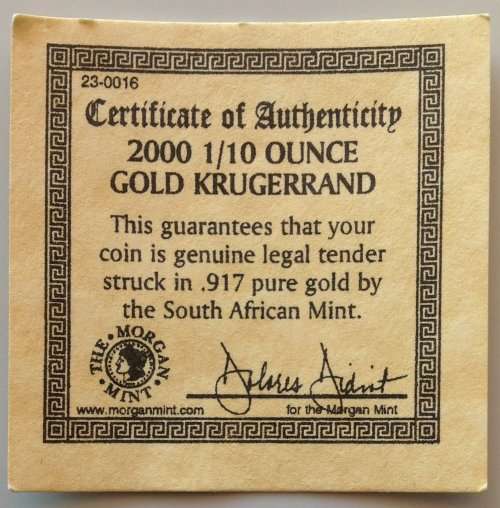 23-0016
Certificate of Authenticity
2000 1/10 OUNCE
GOLD KRUGERRAND
This guarantees that your
coin is genuine legal tender
struck in .917 pure gold by
the South African Mint.
THE • MORGAN • MINT •
Dolores
www.morganmint.com
for the Morgan Mint